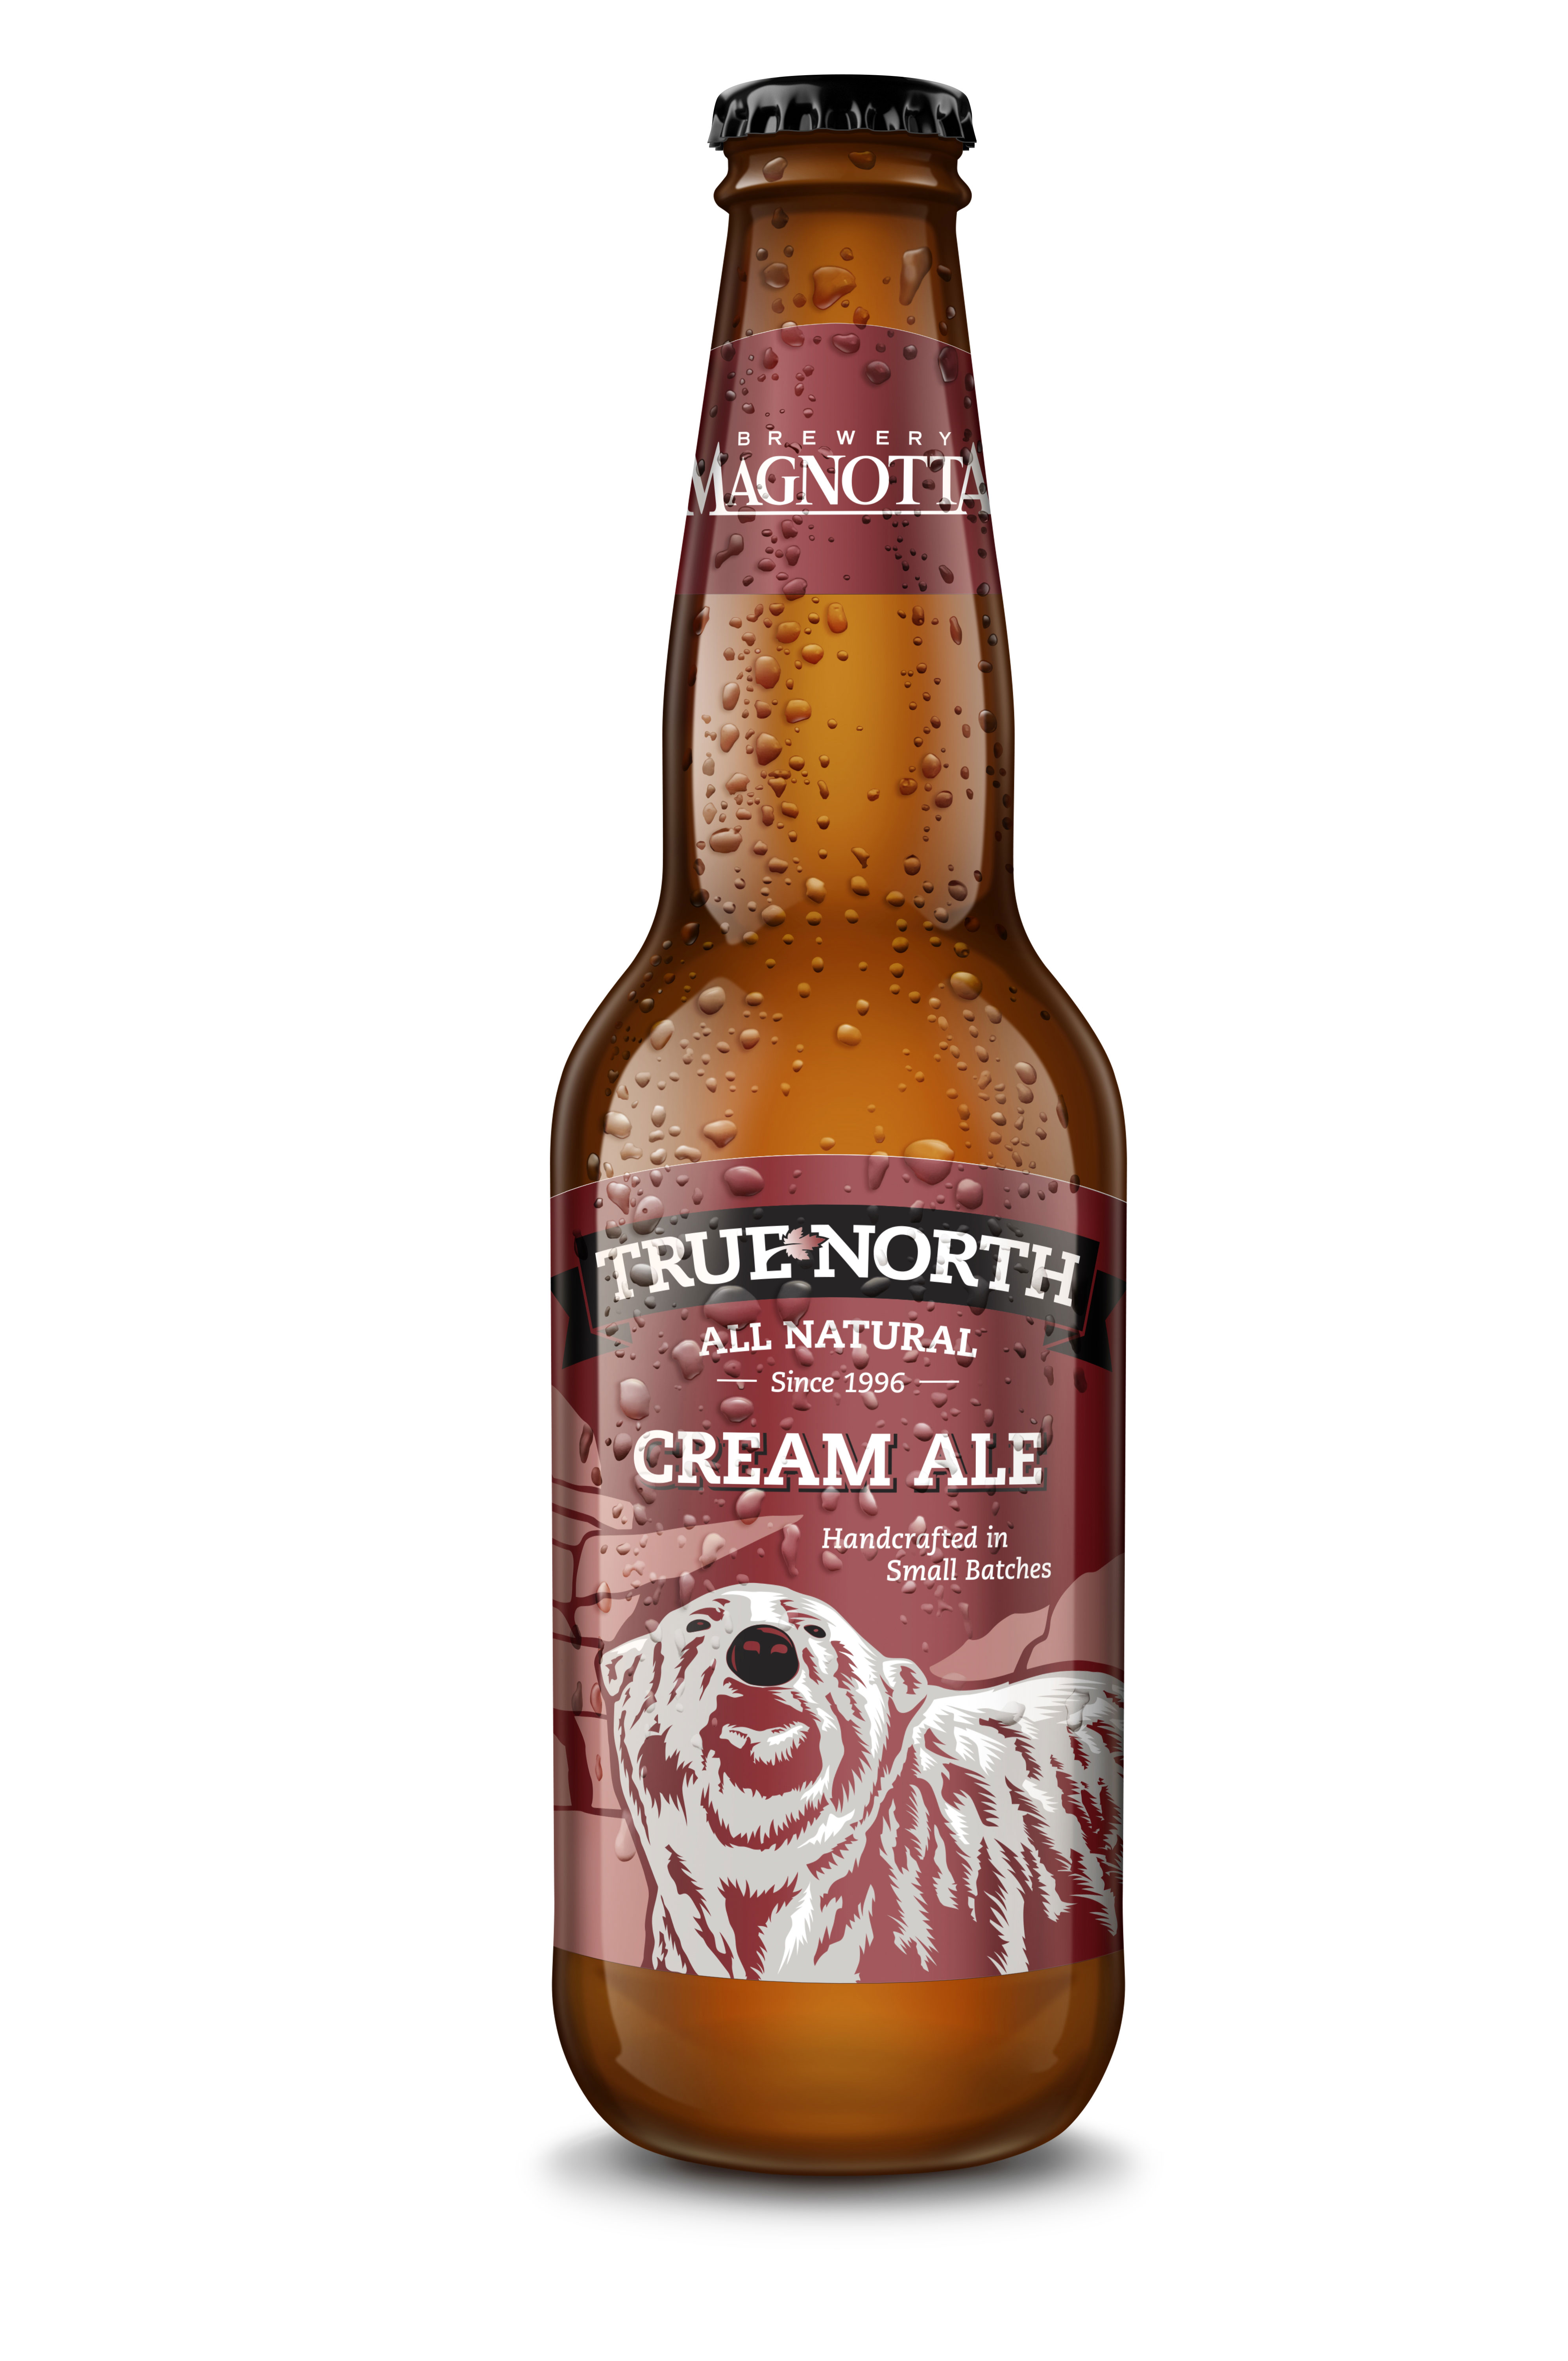 BREWERY
MAGNOTTA
TRUE NORTH
ALL NATURAL
Since 1996
CREAM ALE
Handcrafted in
Small Batches